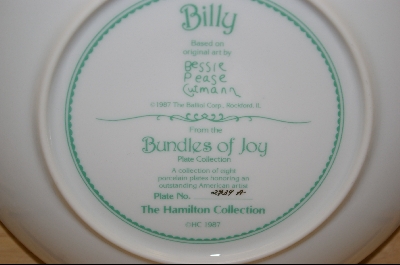 Billy
Based on
original art by
Bessie
Pease
Gutmann
©1987 The Balliol Corp., Rockford, IL
From the
Bundles of Joy
Plate Collection
A collection of eight
porcelain plates honoring an
outstanding American artist.
Plate No. A
The Hamilton Collection
©HC 1987